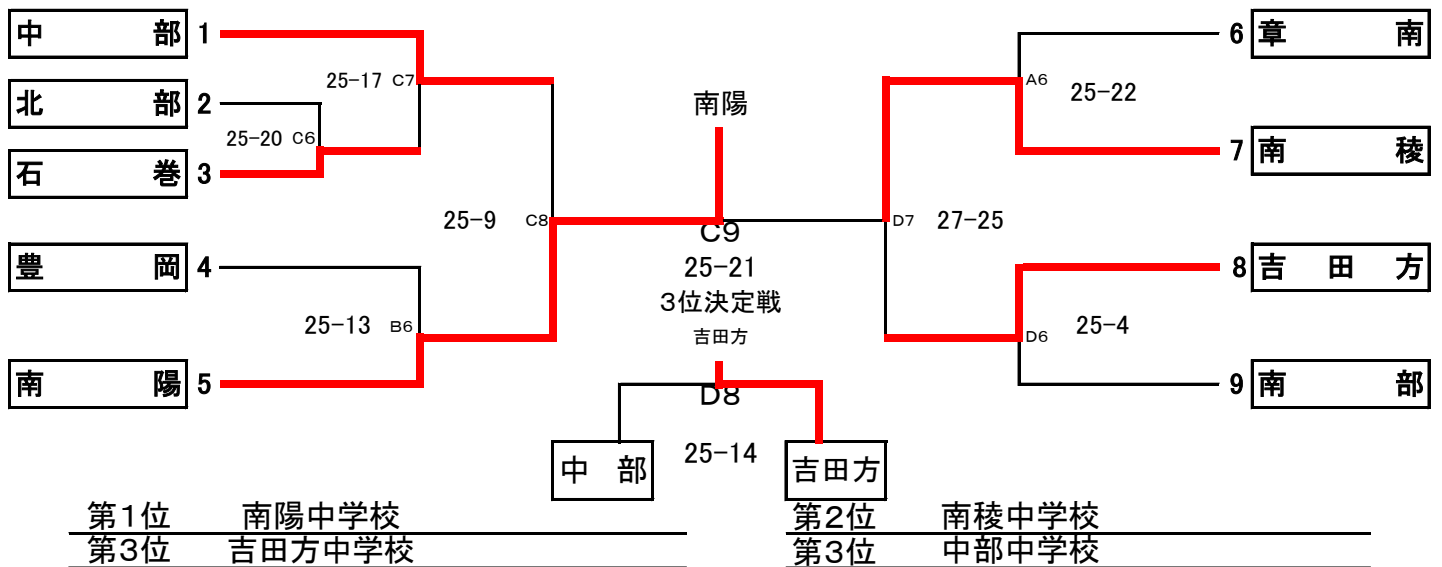 中 部 1
25-17 C7
北 部 2
25-20 C6
石 巻 3
25-9 C8
豊 岡 4
25-13 B6
南 陽 5
南陽
C9
25-21
3位決定戦
吉田方
D8
25-14
中 部
吉田方
6 章 南
A6 25-22
7 南 稜
D7 27-25
8 吉 田 方
D6 25-4
9 南 部
第1位 南陽中学校
第2位 南稜中学校
第3位 吉田方中学校
第3位 中部中学校